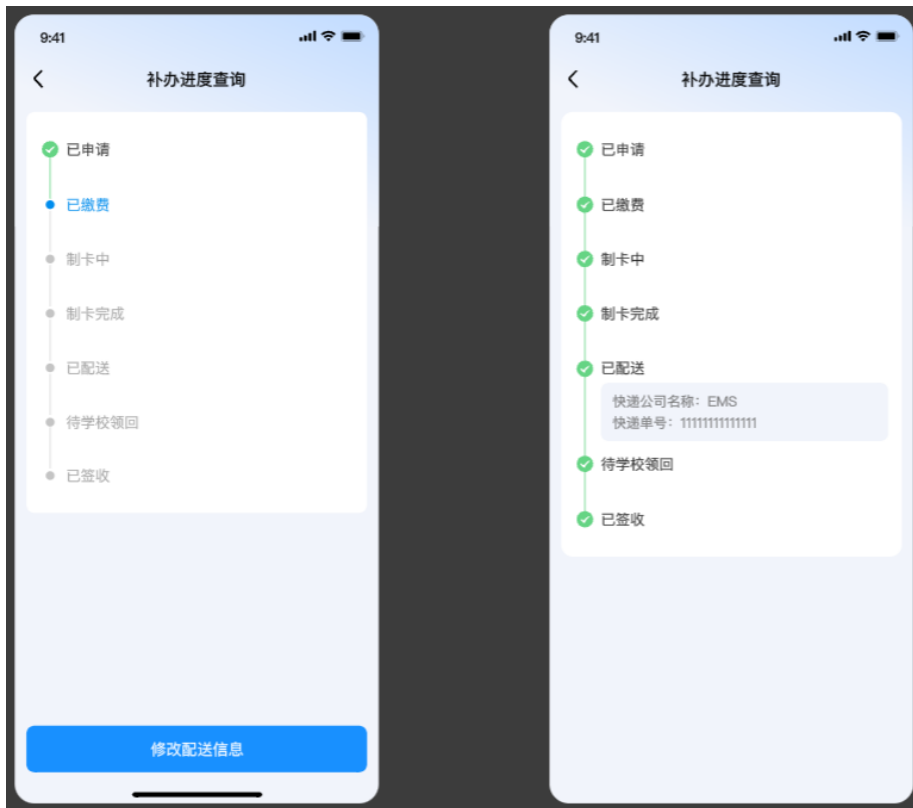 9:41
补办进度查询
已申请
已缴费
制卡中
制卡完成
已配送
待学校领回
已签收
修改配送信息
9:41
补办进度查询
已申请
已缴费
制卡中
制卡完成
已配送
快递公司名称：EMS
快递单号：11111111111111
待学校领回
已签收